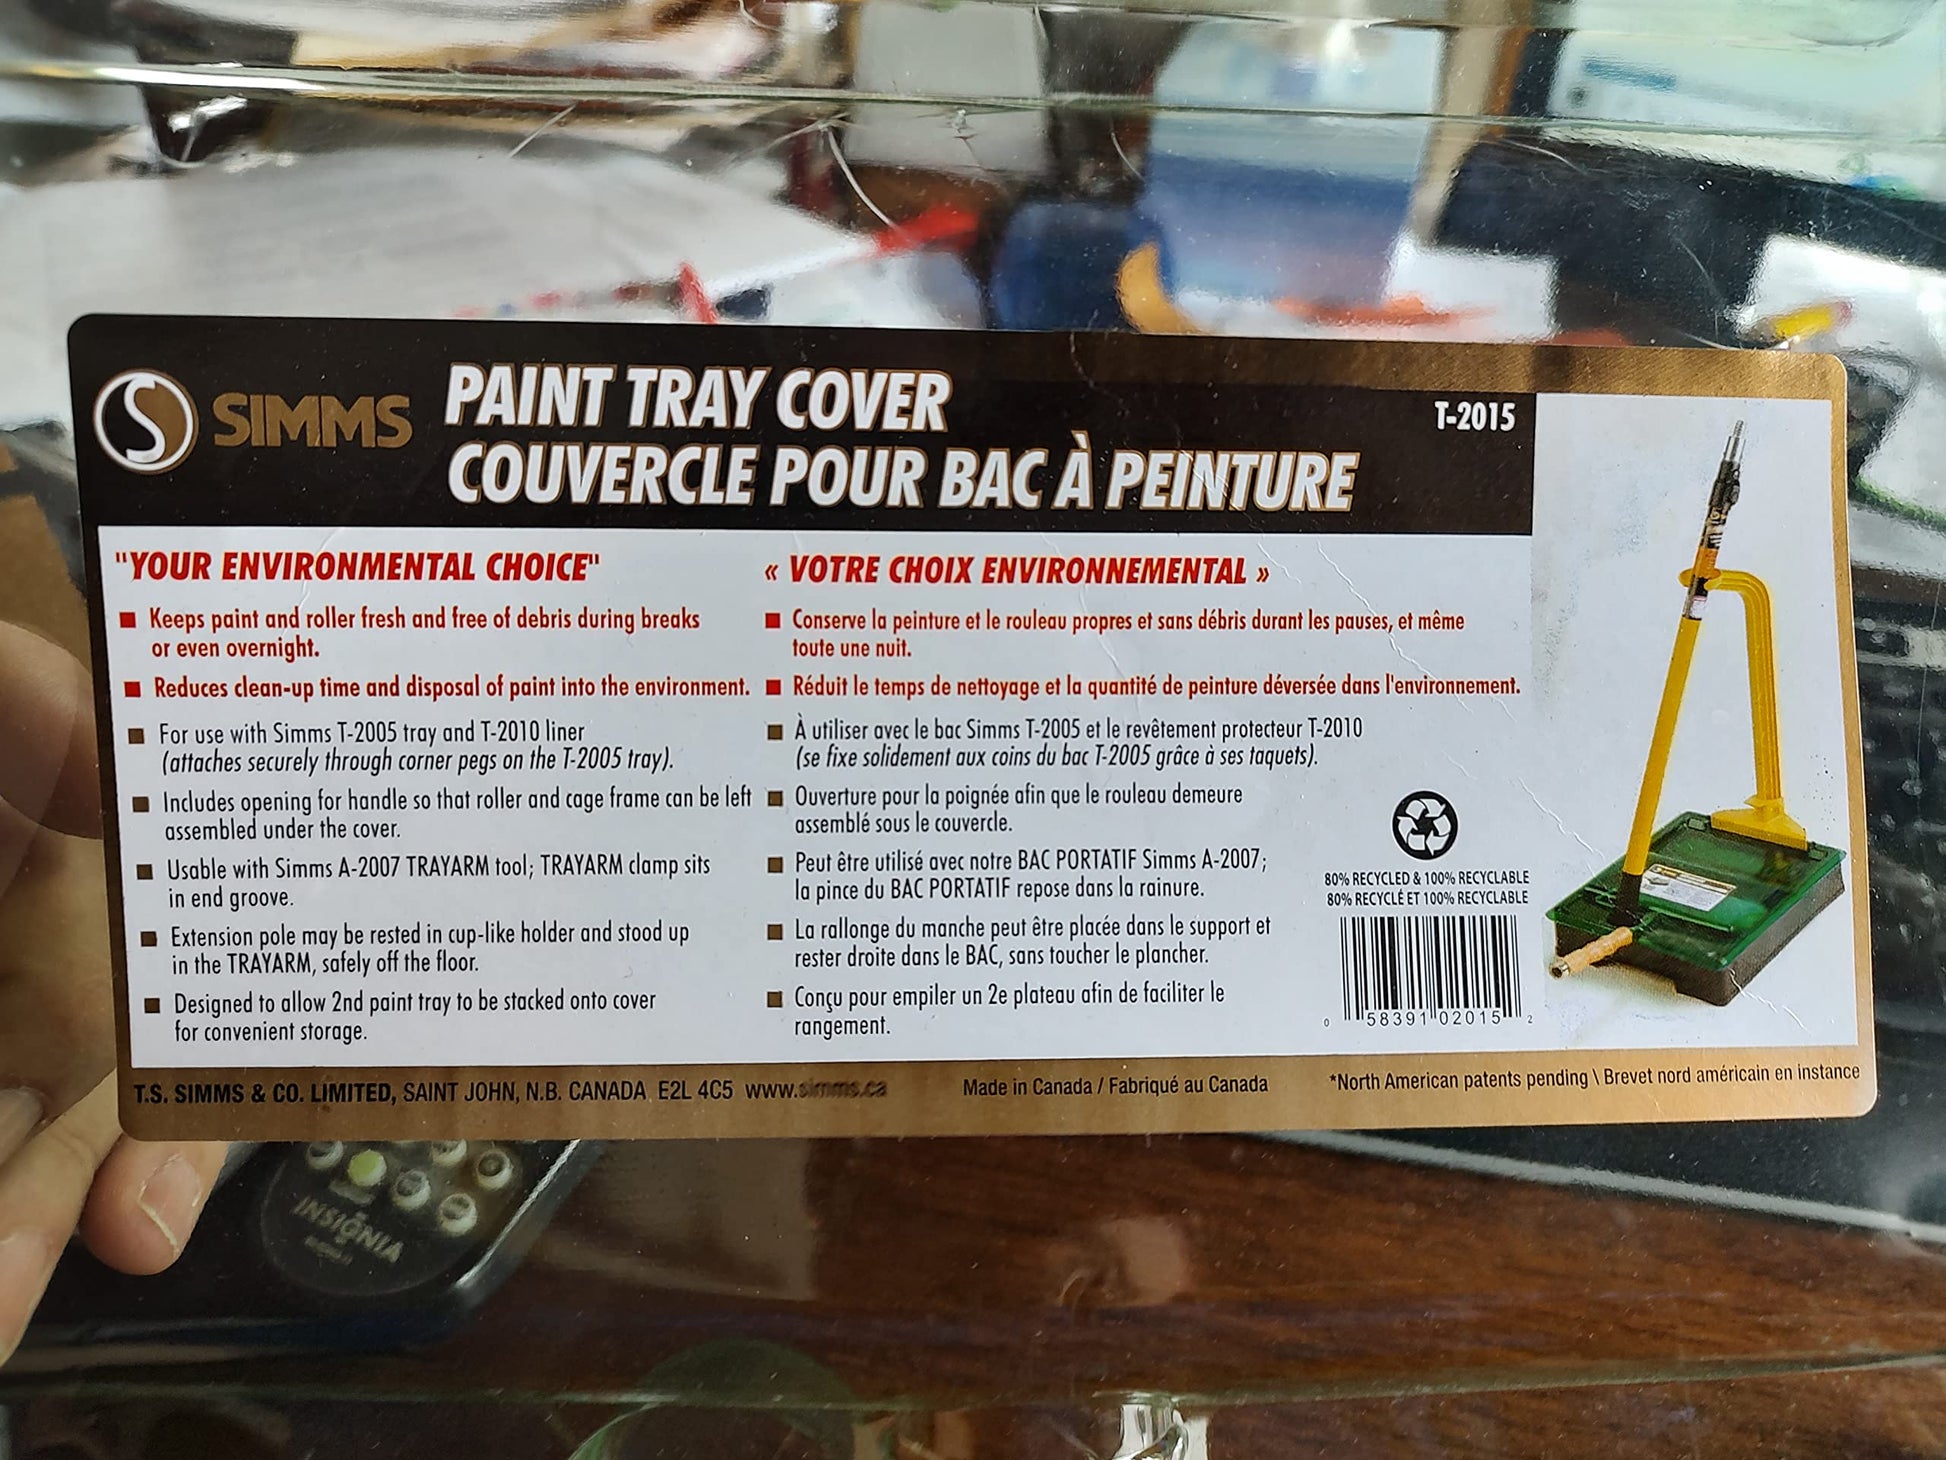 SIMMS
PAINT TRAY COVER
COUVERCLE POUR BAC À PEINTURE
T-2015
"YOUR ENVIRONMENTAL CHOICE"
■ Keeps paint and roller fresh and free of debris during breaks
or even overnight.
■ Reduces clean-up time and disposal of paint into the environment.
■ For use with Simms T-2005 tray and T-2010 liner
(attaches securely through corner pegs on the T-2005 tray).
■ Includes opening for handle so that roller and cage frame can be left
assembled under the cover.
■ Usable with Simms A-2007 TRAYARM tool; TRAYARM clamp sits
in end groove.
■ Extension pole may be rested in cup-like holder and stood up
in the TRAYARM, safely off the floor.
■ Designed to allow 2nd paint tray to be stacked onto cover
for convenient storage.
« VOTRE CHOIX ENVIRONNEMENTAL »
■ Conserve la peinture et le rouleau propres et sans débris durant les pauses, et même
toute une nuit.
■ Réduit le temps de nettoyage et la quantité de peinture déversée dans l'environnement.
■ À utiliser avec le bac Simms T-2005 et le revêtement protecteur T-2010
(se fixe solidement aux coins du bac T-2005 grâce à ses taquets).
■ Ouverture pour la poignée afin que le rouleau demeure
assemblé sous le couvercle.
■ Peut être utilisé avec notre BAC PORTATIF Simms A-2007;
la pince du BAC PORTATIF repose dans la rainure.
■ La rallonge du manche peut être placée dans le support et
rester droite dans le BAC, sans toucher le plancher.
■ Conçu pour empiler un 2e plateau afin de faciliter le
rangement.
80% RECYCLED & 100% RECYCLABLE
80% RECYCLÉ ET 100% RECYCLABLE
0 58391 02015 2
T.S. SIMMS & CO. LIMITED, SAINT JOHN, N.B. CANADA E2L 4C5 www.simms.ca
Made in Canada / Fabriqué au Canada
*North American patents pending \ Brevet nord américain en instance
INSIGNIA